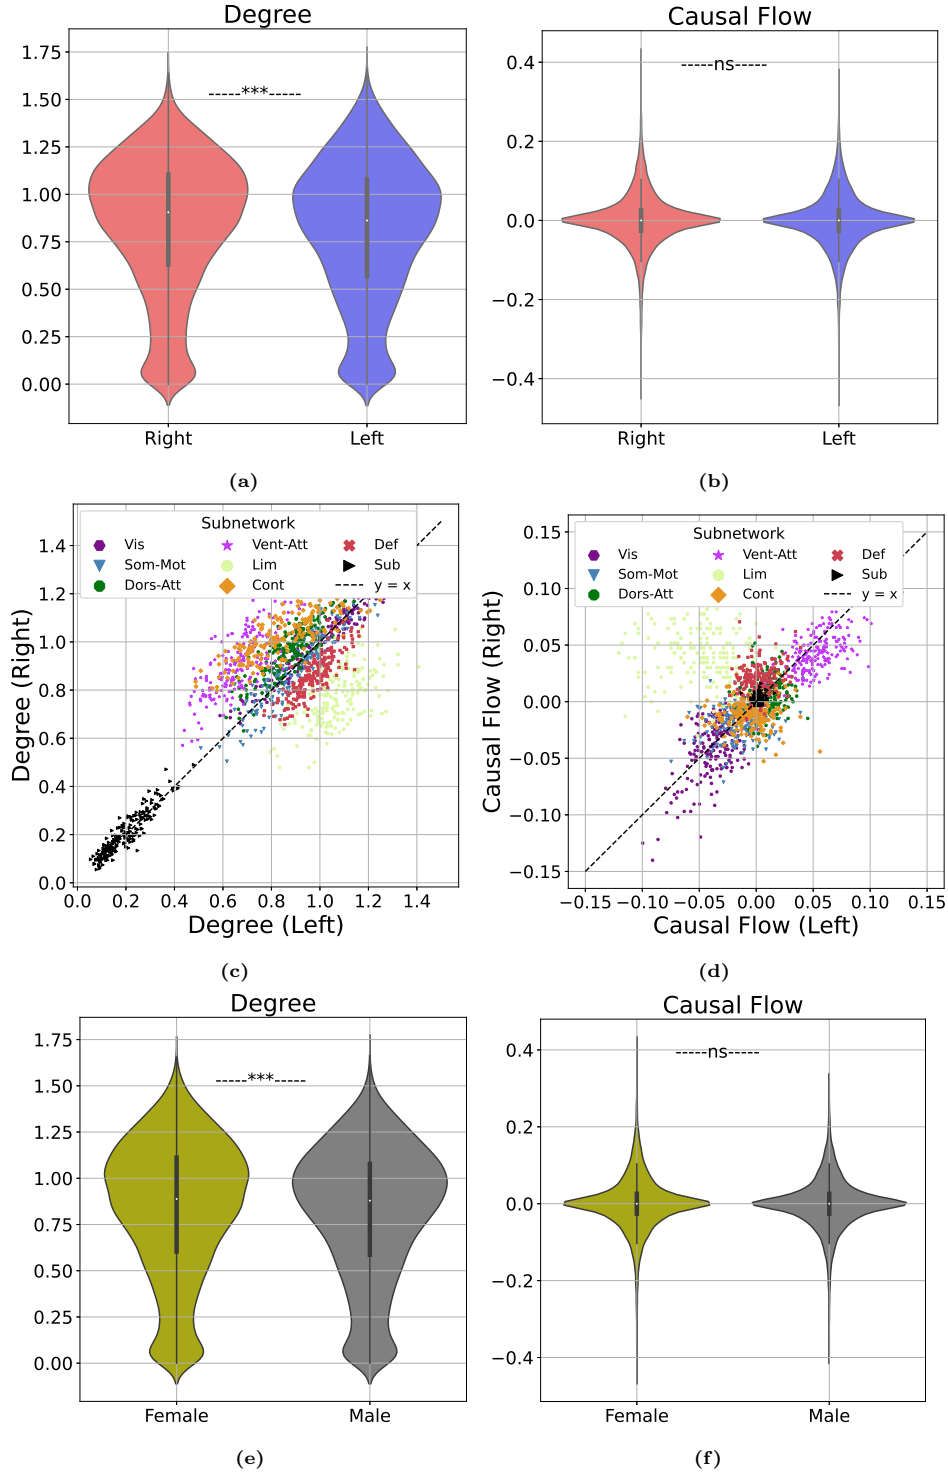 Degree
Causal Flow
1.75
1.50
1.25
1.00
0.75
0.50
0.25
0.00
***
Right
Left
0.4
0.2
0.0
−0.2
−0.4
ns
Right
Left
(a)
(b)
Degree (Right)
1.4
1.2
1.0
0.8
0.6
0.4
0.2
0.0
Subnetwork
Vis
Vent-Att
Def
Som-Mot
Lim
Sub
Dors-Att
Cont
y = x
0.0 0.2 0.4 0.6 0.8 1.0 1.2 1.4
Degree (Left)
Causal Flow (Right)
0.15
0.10
0.05
0.00
−0.05
−0.10
−0.15
Subnetwork
Vis
Vent-Att
Def
Som-Mot
Lim
Sub
Dors-Att
Cont
y = x
−0.15 −0.10 −0.05 0.00 0.05 0.10 0.15
Causal Flow (Left)
(c)
(d)
Degree
Causal Flow
1.75
1.50
1.25
1.00
0.75
0.50
0.25
0.00
***
Female
Male
0.4
0.2
0.0
−0.2
−0.4
ns
Female
Male
(e)
(f)